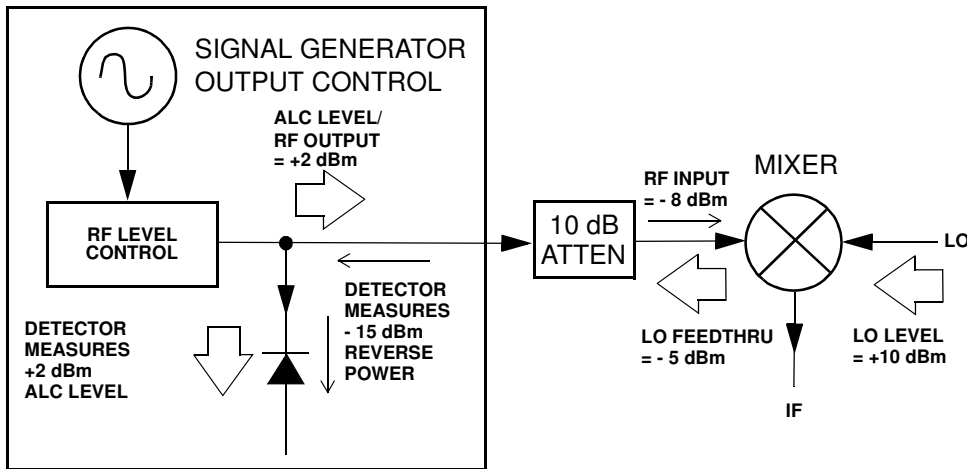 SIGNAL GENERATOR
OUTPUT CONTROL
ALC LEVEL/
RF OUTPUT
= +2 dBm
RF LEVEL
CONTROL
DETECTOR
MEASURES
+2 dBm
ALC LEVEL
DETECTOR
MEASURES
- 15 dBm
REVERSE
POWER
10 dB
ATTEN
RF INPUT
= - 8 dBm
MIXER
LO
LO FEEDTHRU
= - 5 dBm
LO LEVEL
= +10 dBm
IF